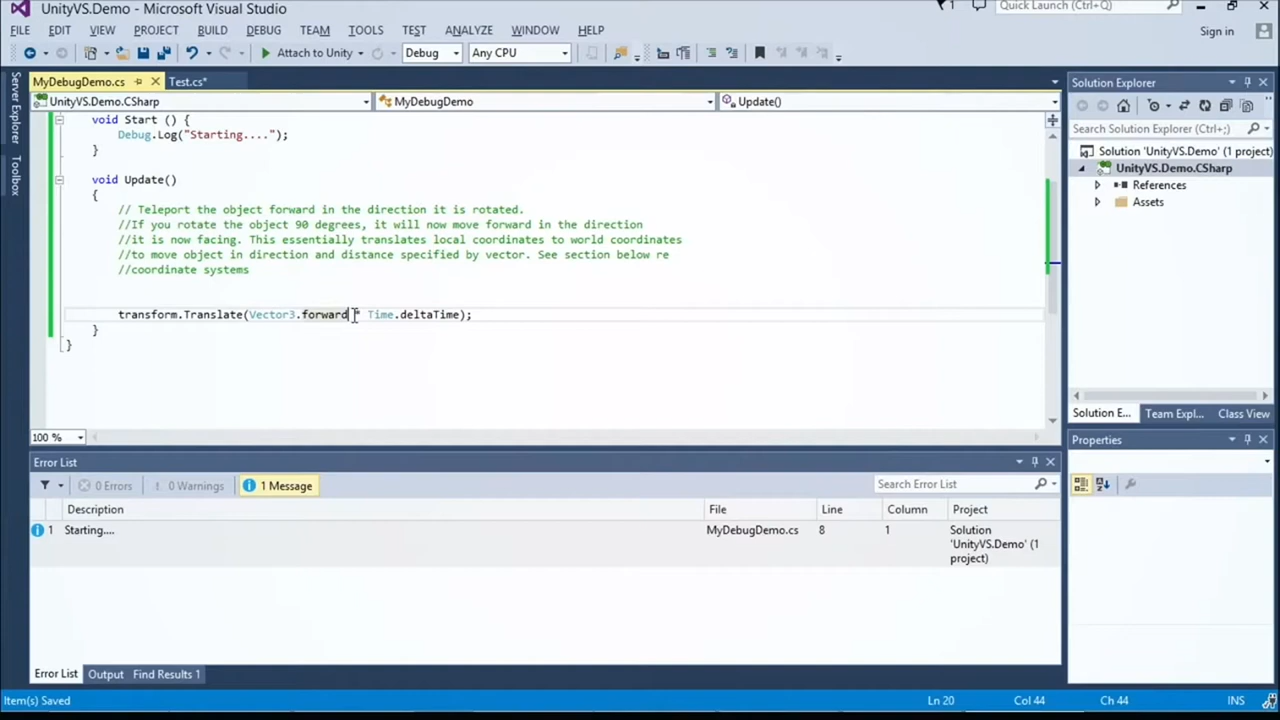 UnityVS.Demo - Microsoft Visual Studio
1
Quick Launch (Ctrl+Q)
FILE EDIT VIEW PROJECT BUILD DEBUG TEAM TOOLS TEST ANALYZE WINDOW HELP
Sign in
Attach to Unity
Debug
Any CPU
Server Explorer
Toolbox
MyDebugDemo.cs
Test.cs*
UnityVS.Demo.CSharp
MyDebugDemo
Update()
void Start () {
Debug.Log("Starting....");
}
void Update()
{
// Teleport the object forward in the direction it is rotated.
//If you rotate the object 90 degrees, it will now move forward in the direction
//it is now facing. This essentially translates local coordinates to world coordinates
//to move object in direction and distance specified by vector. See section below re
//coordinate systems
transform.Translate(Vector3.forward * Time.deltaTime);
}
}
100 %
Solution Explorer
Search Solution Explorer (Ctrl+;)
Solution 'UnityVS.Demo' (1 project)
UnityVS.Demo.CSharp
References
Assets
Solution E...
Team Expl...
Class View
Properties
Error List
0 Errors
0 Warnings
1 Message
Search Error List
Description File Line Column Project
1 Starting.... MyDebugDemo.cs 8 1 Solution
'UnityVS.Demo' (1
project)
Error List Output Find Results 1
Item(s) Saved
Ln 20
Col 44
Ch 44
INS